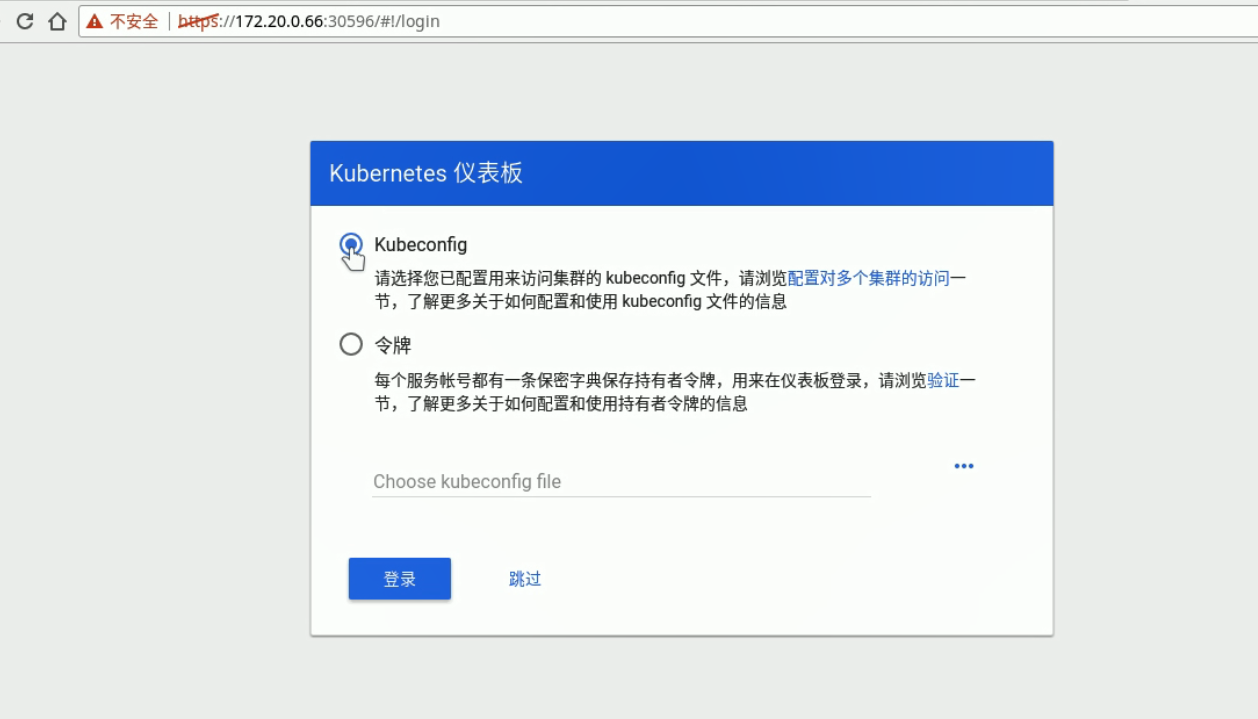 不安全 https://172.20.0.66:30596/#!/login
Kubernetes 仪表板
Kubeconfig
请选择您已配置用来访问集群的 kubeconfig 文件，请浏览配置对多个集群的访问一
节，了解更多关于如何配置和使用 kubeconfig 文件的信息
令牌
每个服务帐号都有一条保密字典保存持有者令牌，用来在仪表板登录，请浏览验证一
节，了解更多关于如何配置和使用持有者令牌的信息
Choose kubeconfig file
登录 跳过